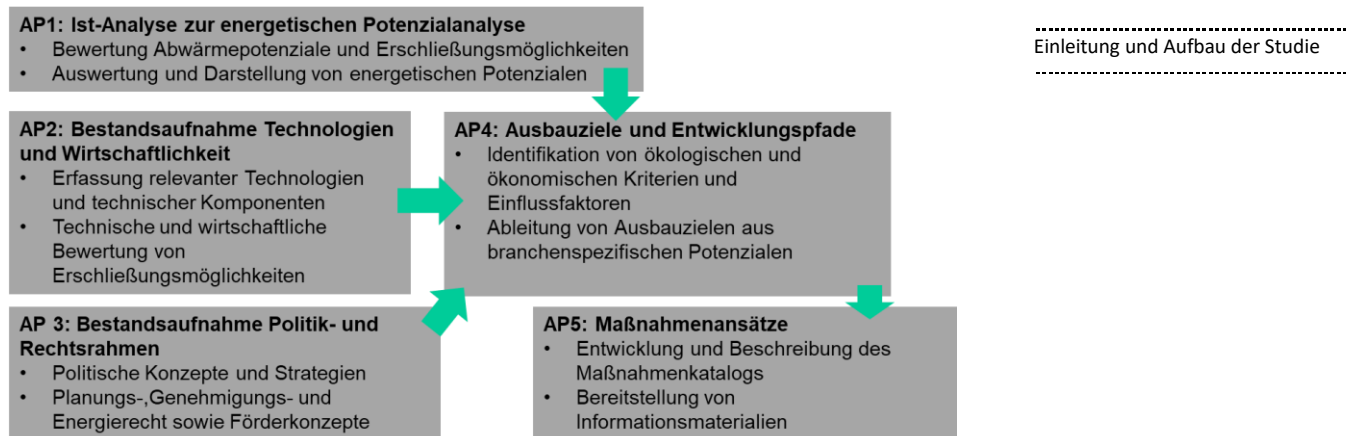 AP1: Ist-Analyse zur energetischen Potenzialanalyse
• Bewertung Abwärmepotenziale und Erschließungsmöglichkeiten
• Auswertung und Darstellung von energetischen Potenzialen
Einleitung und Aufbau der Studie
AP2: Bestandsaufnahme Technologien
und Wirtschaftlichkeit
• Erfassung relevanter Technologien
und technischer Komponenten
• Technische und wirtschaftliche
Bewertung von
Erschließungsmöglichkeiten
AP4: Ausbauziele und Entwicklungspfade
• Identifikation von ökologischen und
ökonomischen Kriterien und
Einflussfaktoren
• Ableitung von Ausbauzielen aus
branchenspezifischen Potenzialen
AP 3: Bestandsaufnahme Politik- und
Rechtsrahmen
• Politische Konzepte und Strategien
• Planungs-,Genehmigungs- und
Energierecht sowie Förderkonzepte
AP5: Maßnahmenansätze
• Entwicklung und Beschreibung des
Maßnahmenkatalogs
• Bereitstellung von
Informationsmaterialien